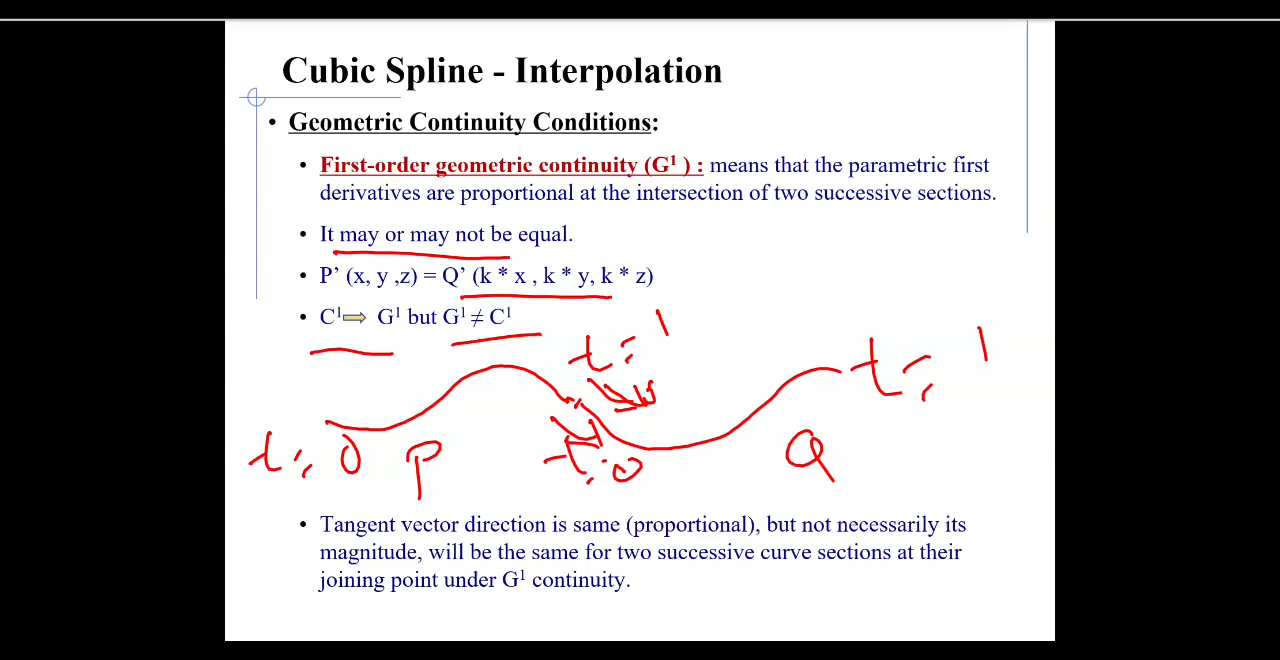 Cubic Spline - Interpolation
• Geometric Continuity Conditions:
• First-order geometric continuity (G¹ ) : means that the parametric first
derivatives are proportional at the intersection of two successive sections.
• It may or may not be equal.
• P’ (x, y ,z) = Q’ (k * x , k * y, k * z)
• C¹⇨ G¹ but G¹ ≠ C¹
t = 1
t = 1
t = 0 P
t = 0
Q
• Tangent vector direction is same (proportional), but not necessarily its
magnitude, will be the same for two successive curve sections at their
joining point under G¹ continuity.